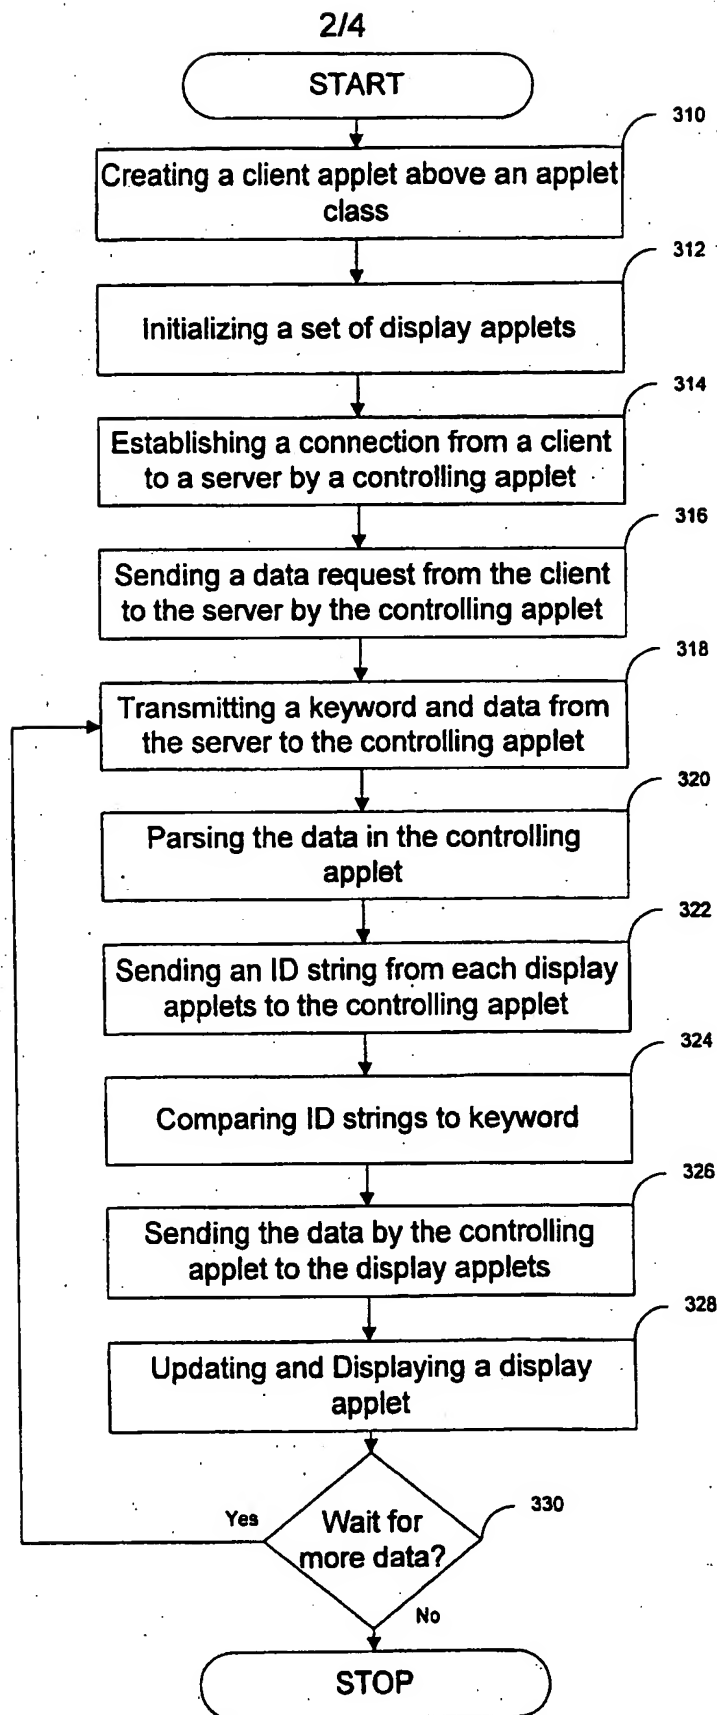 2/4
START
310
Creating a client applet above an applet
class
312
Initializing a set of display applets
314
Establishing a connection from a client
to a server by a controlling applet
316
Sending a data request from the client
to the server by the controlling applet
318
Transmitting a keyword and data from
the server to the controlling applet
320
Parsing the data in the controlling
applet
322
Sending an ID string from each display
applets to the controlling applet
324
Comparing ID strings to keyword
326
Sending the data by the controlling
applet to the display applets
328
Updating and Displaying a display
applet
330
Yes
Wait for
more data?
No
STOP